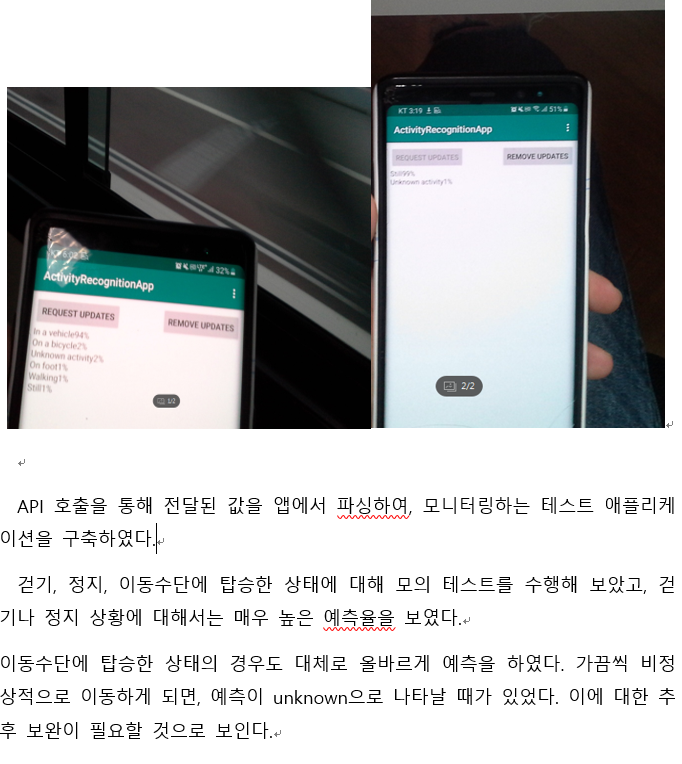 KT 3:19 51%
ActivityRecognitionApp
REQUEST UPDATES REMOVE UPDATES
Still99%
Unknown activity1%
2/2
32%
ActivityRecognitionApp
REQUEST UPDATES REMOVE UPDATES
In a vehicle94%
On a bicycle2%
Unknown activity2%
On foot1%
Walking1%
Still1%
1/2
API 호출을 통해 전달된 값을 앱에서 파싱하여, 모니터링하는 테스트 애플리케
이션을 구축하였다.
걷기, 정지, 이동수단에 탑승한 상태에 대해 모의 테스트를 수행해 보았고, 걷
기나 정지 상황에 대해서는 매우 높은 예측율을 보였다.
이동수단에 탑승한 상태의 경우도 대체로 올바르게 예측을 하였다. 가끔씩 비정
상적으로 이동하게 되면, 예측이 unknown으로 나타날 때가 있었다. 이에 대한 추
후 보완이 필요할 것으로 보인다.